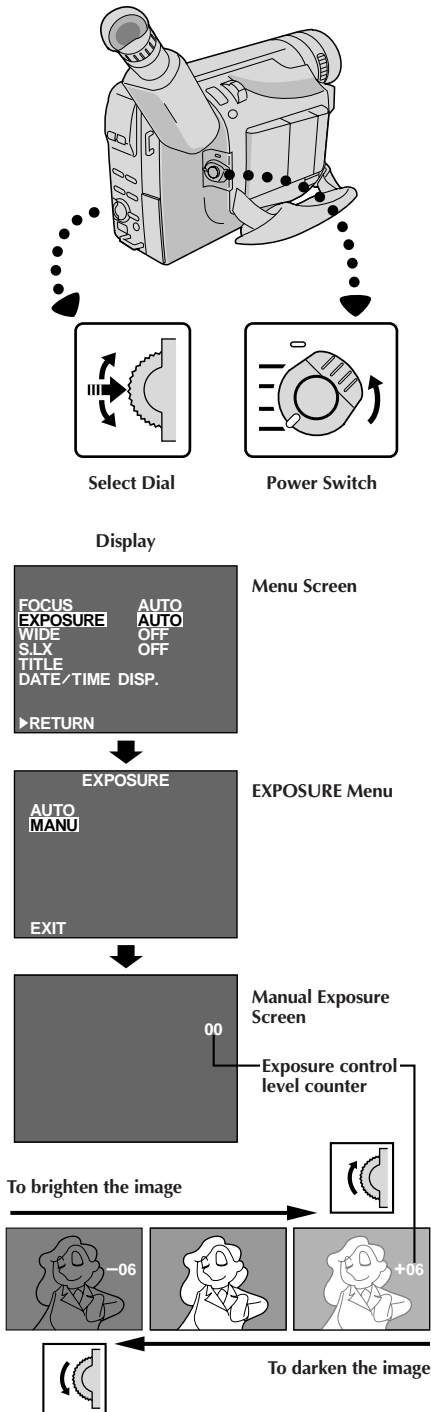 Select Dial
Power Switch
Display
Menu Screen
FOCUS AUTO
EXPOSURE AUTO
WIDE OFF
S.LX OFF
TITLE
DATE/TIME DISP.
▶RETURN
EXPOSURE Menu
EXPOSURE
AUTO
MANU
EXIT
Manual Exposure
Screen
00
Exposure control
level counter
To brighten the image
–06
+06
To darken the image